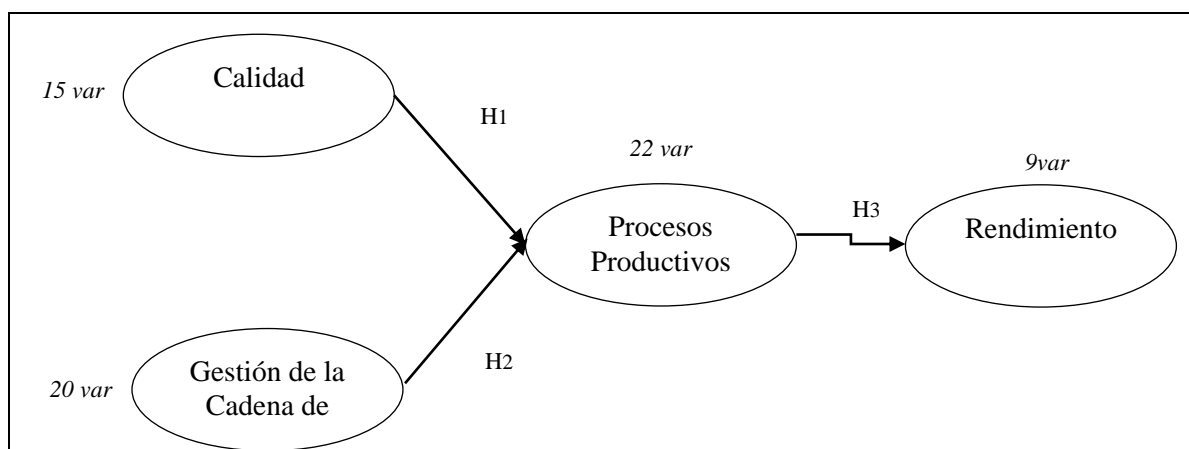 Calidad
15 var
H1
22 var
9var
H3
Procesos
Productivos
Rendimiento
H2
Gestión de la
Cadena de
20 var